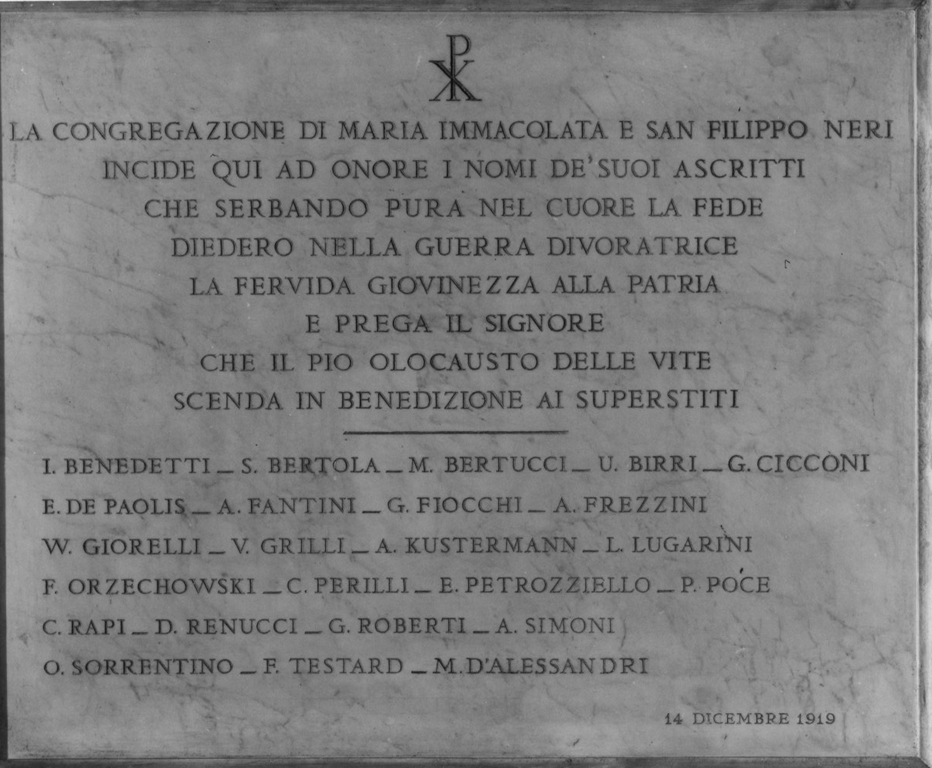 LA CONGREGAZIONE DI MARIA IMMACOLATA E SAN FILIPPO NERI
INCIDE QUI AD ONORE I NOMI DE' SUOI ASCRITTI
CHE SERBANDO PURA NEL CUORE LA FEDE
DIEDERO NELLA GUERRA DIVORATRICE
LA FERVIDA GIOVINEZZA ALLA PATRIA
E PREGA IL SIGNORE
CHE IL PIO OLOCAUSTO DELLE VITE
SCENDA IN BENEDIZIONE AI SUPERSTITI
I. BENEDETTI _ S. BERTOLA _ M. BERTUCCI _ U. BIRRI _ G. CICCONI
E. DE PAOLIS _ A. FANTINI _ G. FIOCCHI _ A. FREZZINI
W. GIORELLI _ V. GRILLI _ A. KUSTERMANN _ L. LUGARINI
F. ORZECHOWSKI _ C. PERILLI _ E. PETROZZIELLO _ P. POCE
C. RAPI _ D. RENUCCI _ G. ROBERTI _ A. SIMONI
O. SORRENTINO _ F. TESTARD _ M. D'ALESSANDRI
14 DICEMBRE 1919